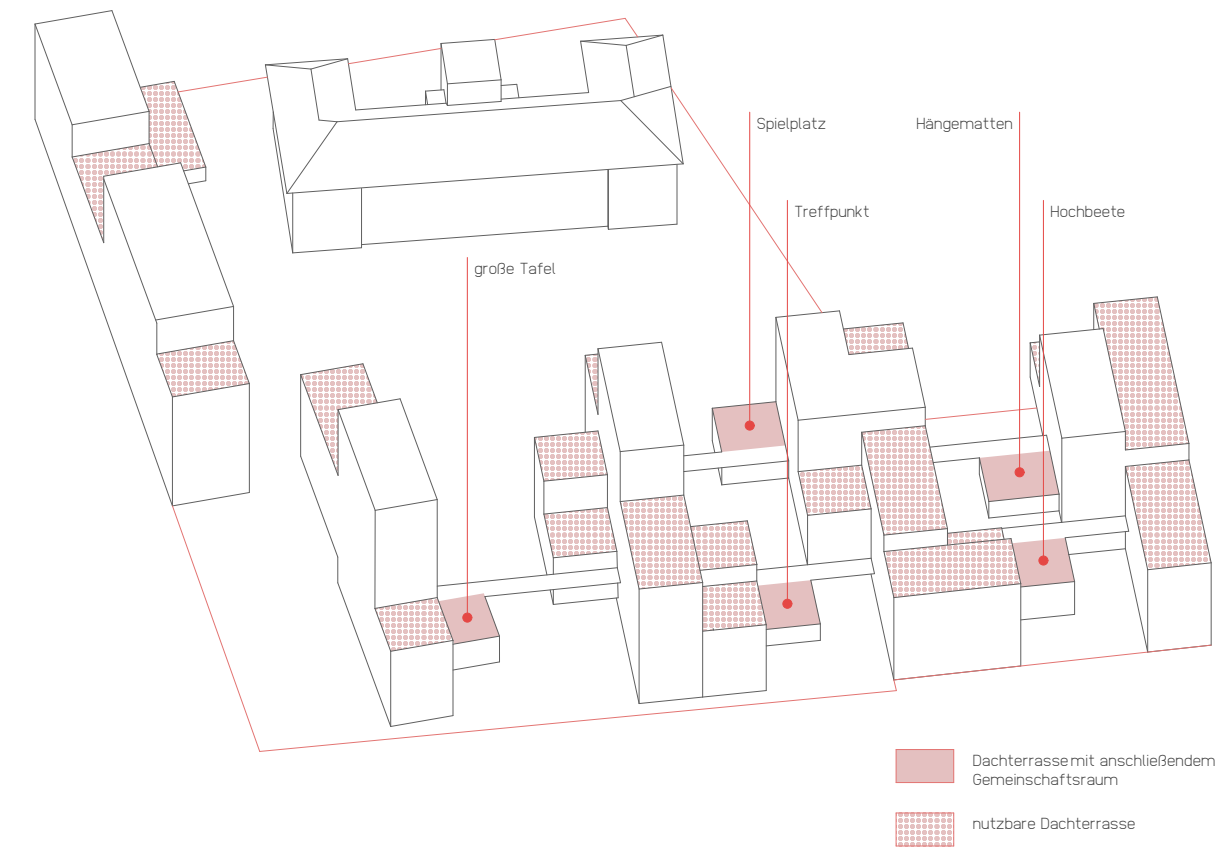 Spielplatz
Hängematten
Treffpunkt
Hochbeete
große Tafel
Dachterrasse mit anschließendem
Gemeinschaftsraum
nutzbare Dachterrasse